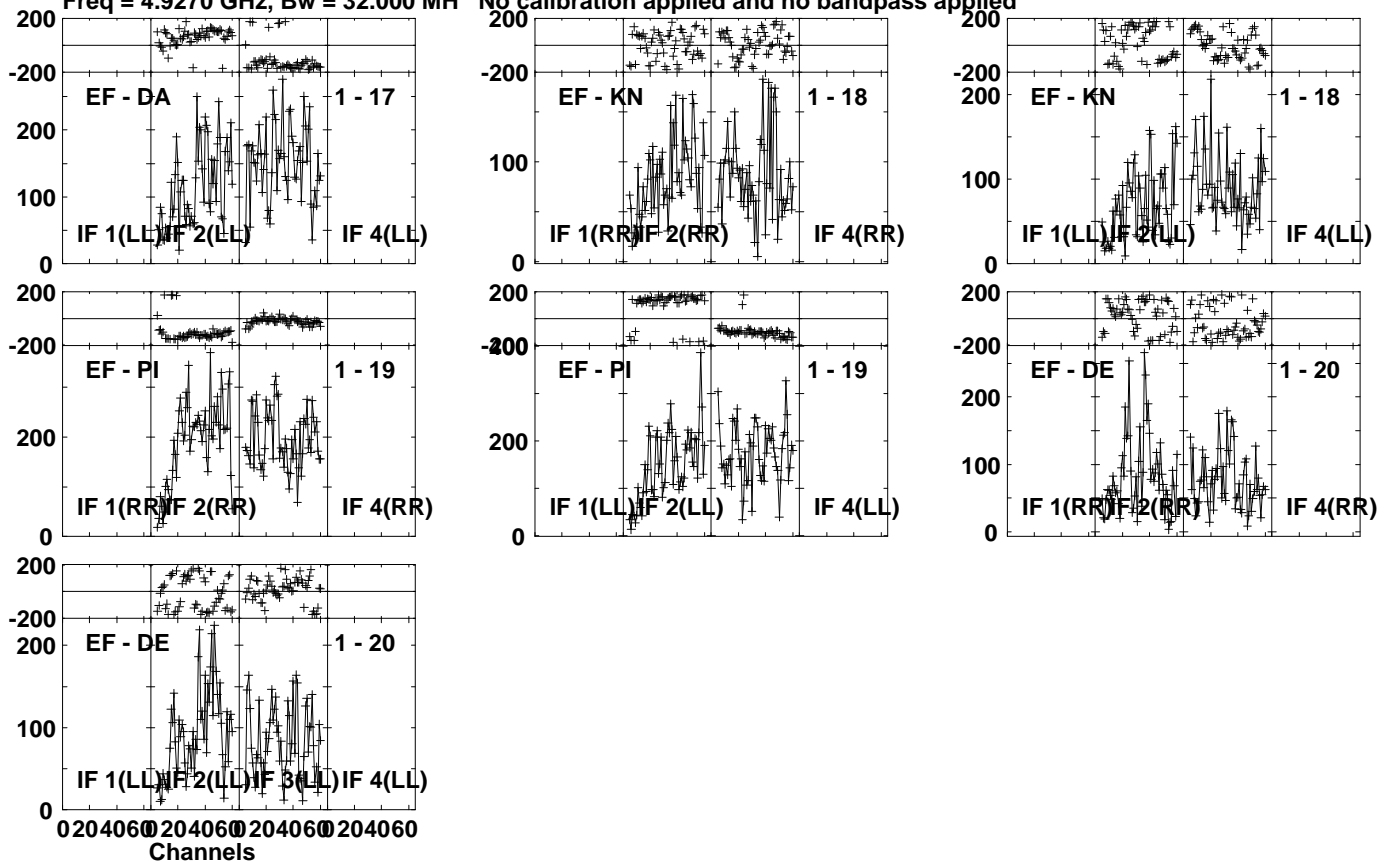 Freq = 4.9270 GHz, Bw = 32.000 MH No calibration applied and no bandpass applied
200
-200
EF - DA 1 - 17
200
100
0
IF 1(LL) IF 2(LL) IF 4(LL)
200
-200
EF - KN 1 - 18
100
0
IF 1(RR) IF 2(RR) IF 4(RR)
200
-200
EF - KN 1 - 18
200
100
0
IF 1(LL) IF 2(LL) IF 4(LL)
200
-200
EF - PI 1 - 19
200
0
IF 1(RR) IF 2(RR) IF 4(RR)
200
-200
400
EF - PI 1 - 19
200
0
IF 1(LL) IF 2(LL) IF 4(LL)
200
-200
EF - DE 1 - 20
200
100
0
IF 1(RR) IF 2(RR) IF 4(RR)
200
-200
EF - DE 1 - 20
200
100
0
IF 1(LL) IF 2(LL) IF 3(LL) IF 4(LL)
0 20 40 60 0 20 40 60 0 20 40 60 0 20 40 60
Channels